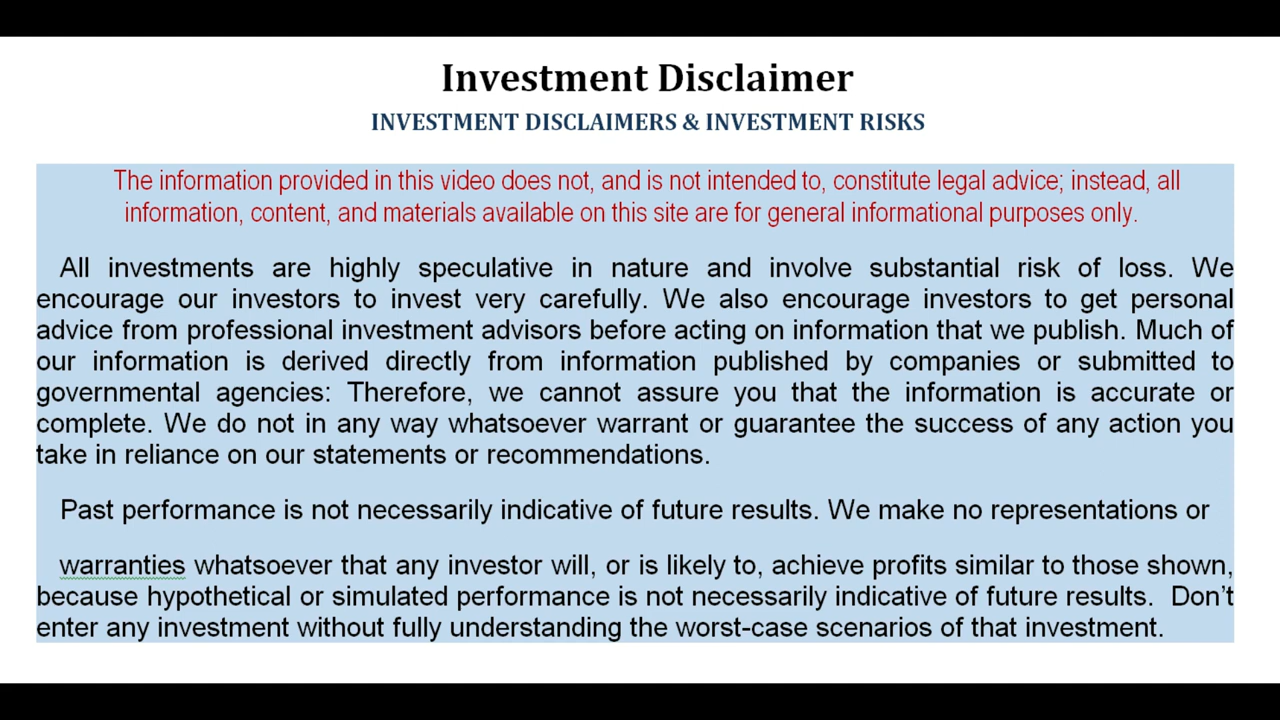 Investment Disclaimer
INVESTMENT DISCLAIMERS & INVESTMENT RISKS
The information provided in this video does not, and is not intended to, constitute legal advice; instead, all
information, content, and materials available on this site are for general informational purposes only.
All investments are highly speculative in nature and involve substantial risk of loss. We
encourage our investors to invest very carefully. We also encourage investors to get personal
advice from professional investment advisors before acting on information that we publish. Much of
our information is derived directly from information published by companies or submitted to
governmental agencies: Therefore, we cannot assure you that the information is accurate or
complete. We do not in any way whatsoever warrant or guarantee the success of any action you
take in reliance on our statements or recommendations.
Past performance is not necessarily indicative of future results. We make no representations or
warranties whatsoever that any investor will, or is likely to, achieve profits similar to those shown,
because hypothetical or simulated performance is not necessarily indicative of future results. Don’t
enter any investment without fully understanding the worst-case scenarios of that investment.